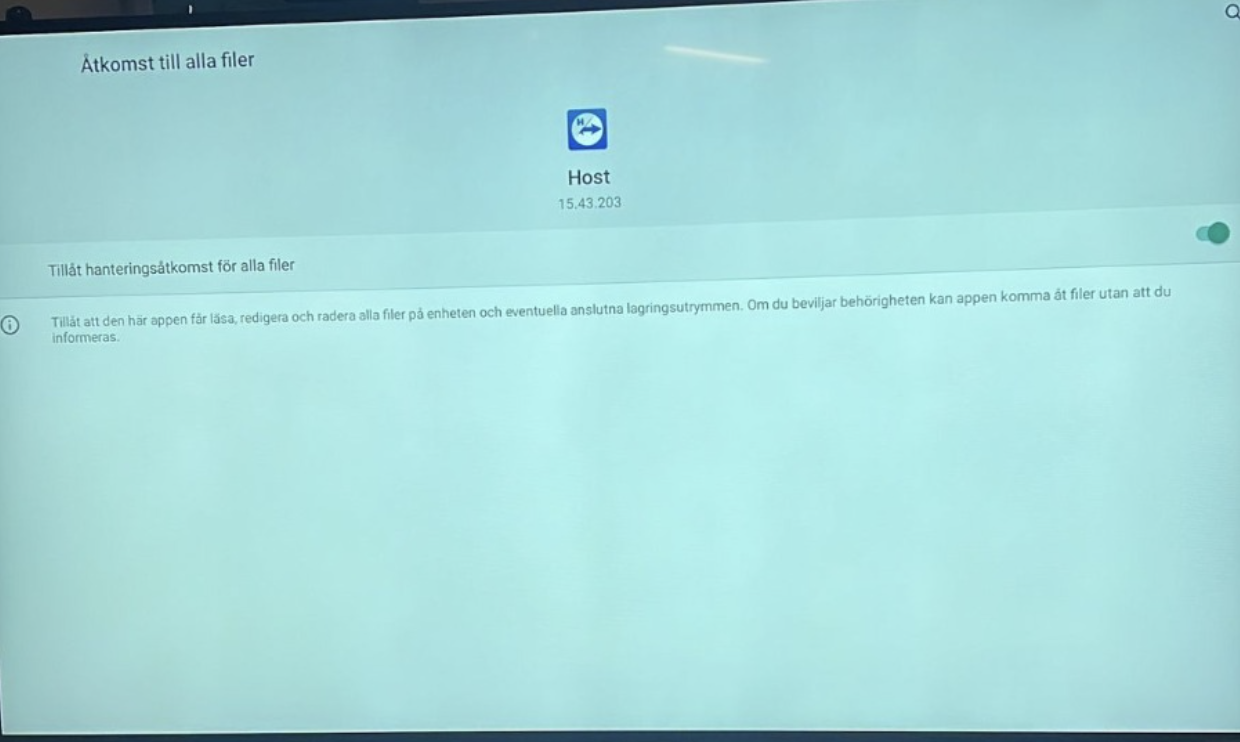 Åtkomst till alla filer
H
Host
15.43.203
Tillåt hanteringsåtkomst för alla filer
Tillåt att den här appen får läsa, redigera och radera alla filer på enheten och eventuella anslutna lagringsutrymmen. Om du beviljar behörigheten kan appen komma åt filer utan att du
informeras.